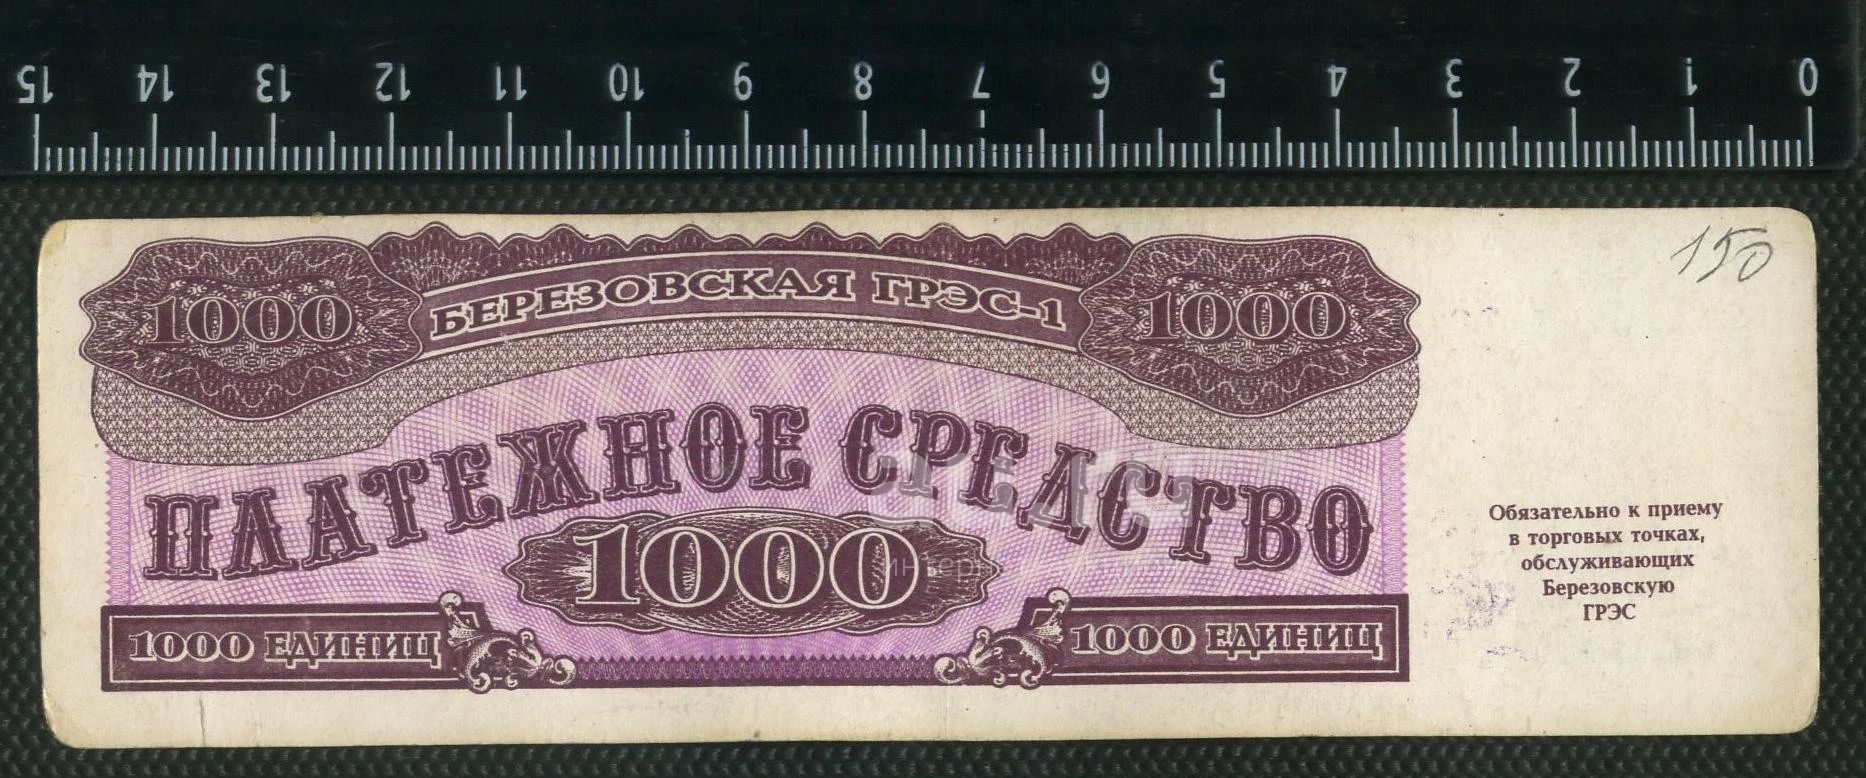 15 14 13 12 11 10 9 8 7 6 5 4 3 2 1 0
150
1000 БЕРЕЗОВСКАЯ ГРЭС-1 1000
ПЛАТЕЖНОЕ СРЕДСТВО
1000
1000 ЕДИНИЦ 1000 ЕДИНИЦ
Обязательно к приему
в торговых точках,
обслуживающих
Березовскую
ГРЭС